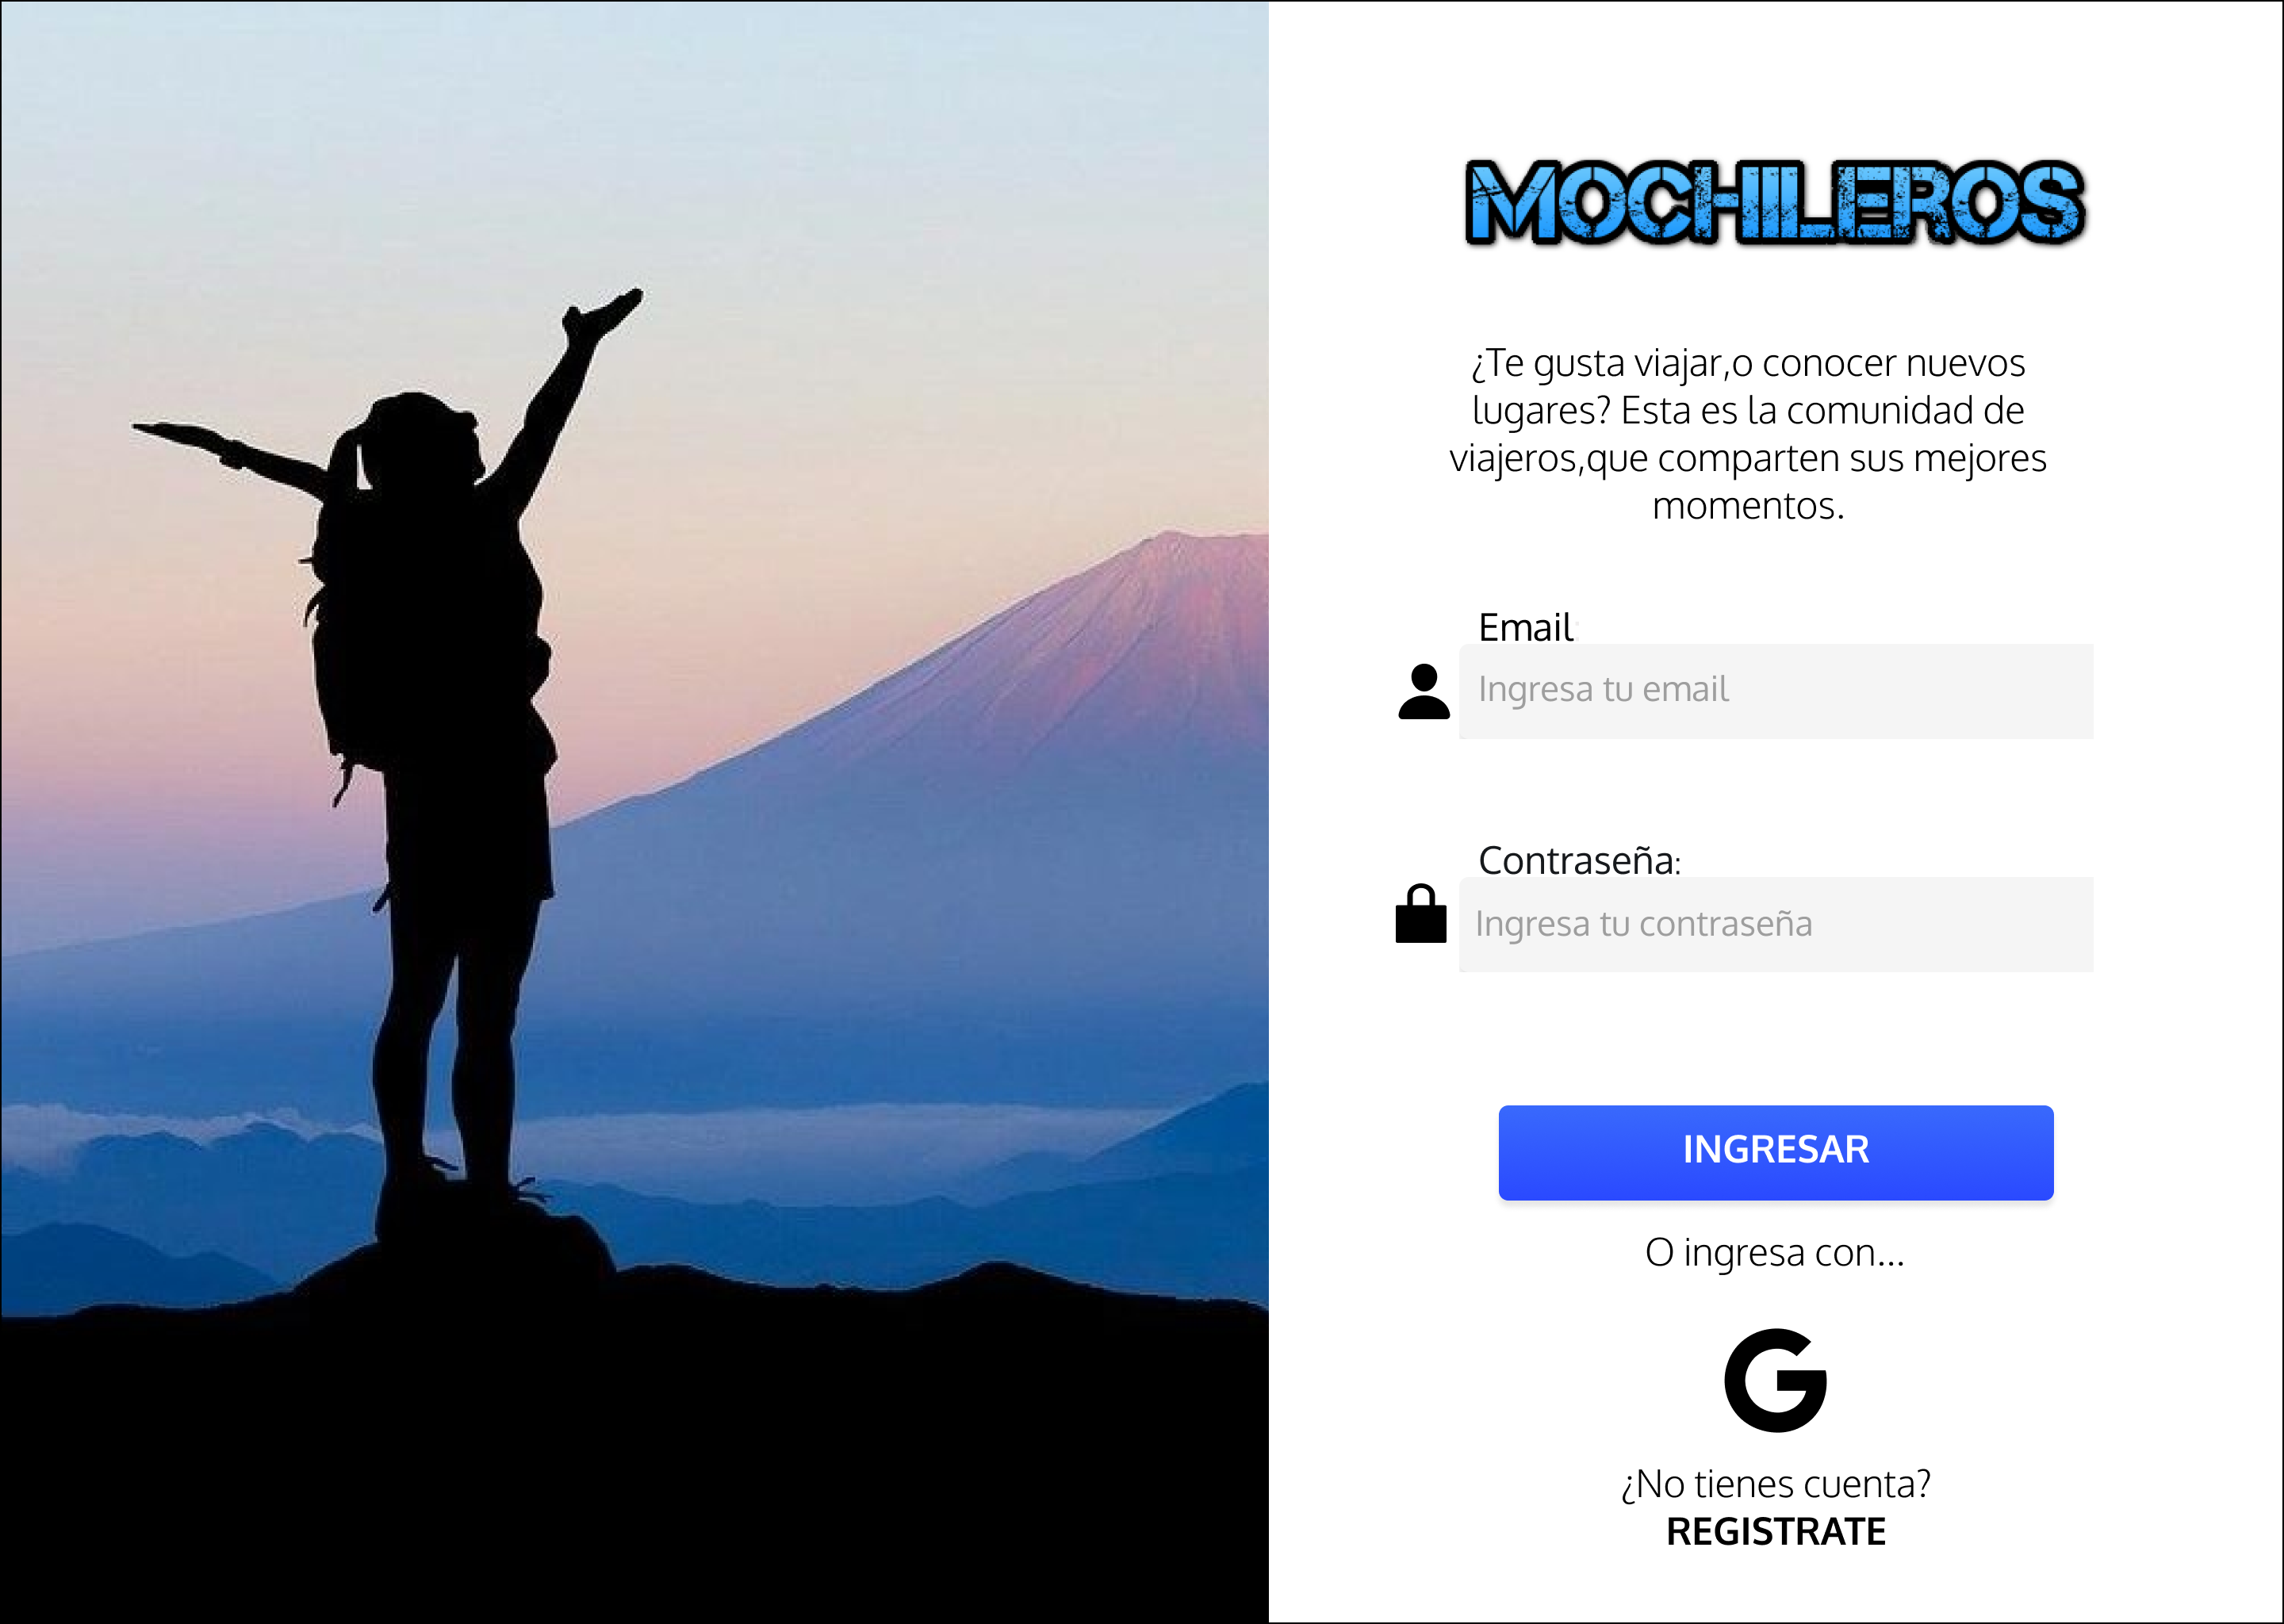 MOCHILEROS
¿Te gusta viajar,o conocer nuevos
lugares? Esta es la comunidad de
viajeros,que comparten sus mejores
momentos.
Email:
Ingresa tu email
Contraseña:
Ingresa tu contraseña
INGRESAR
O ingresa con...
G
¿No tienes cuenta?
REGISTRATE